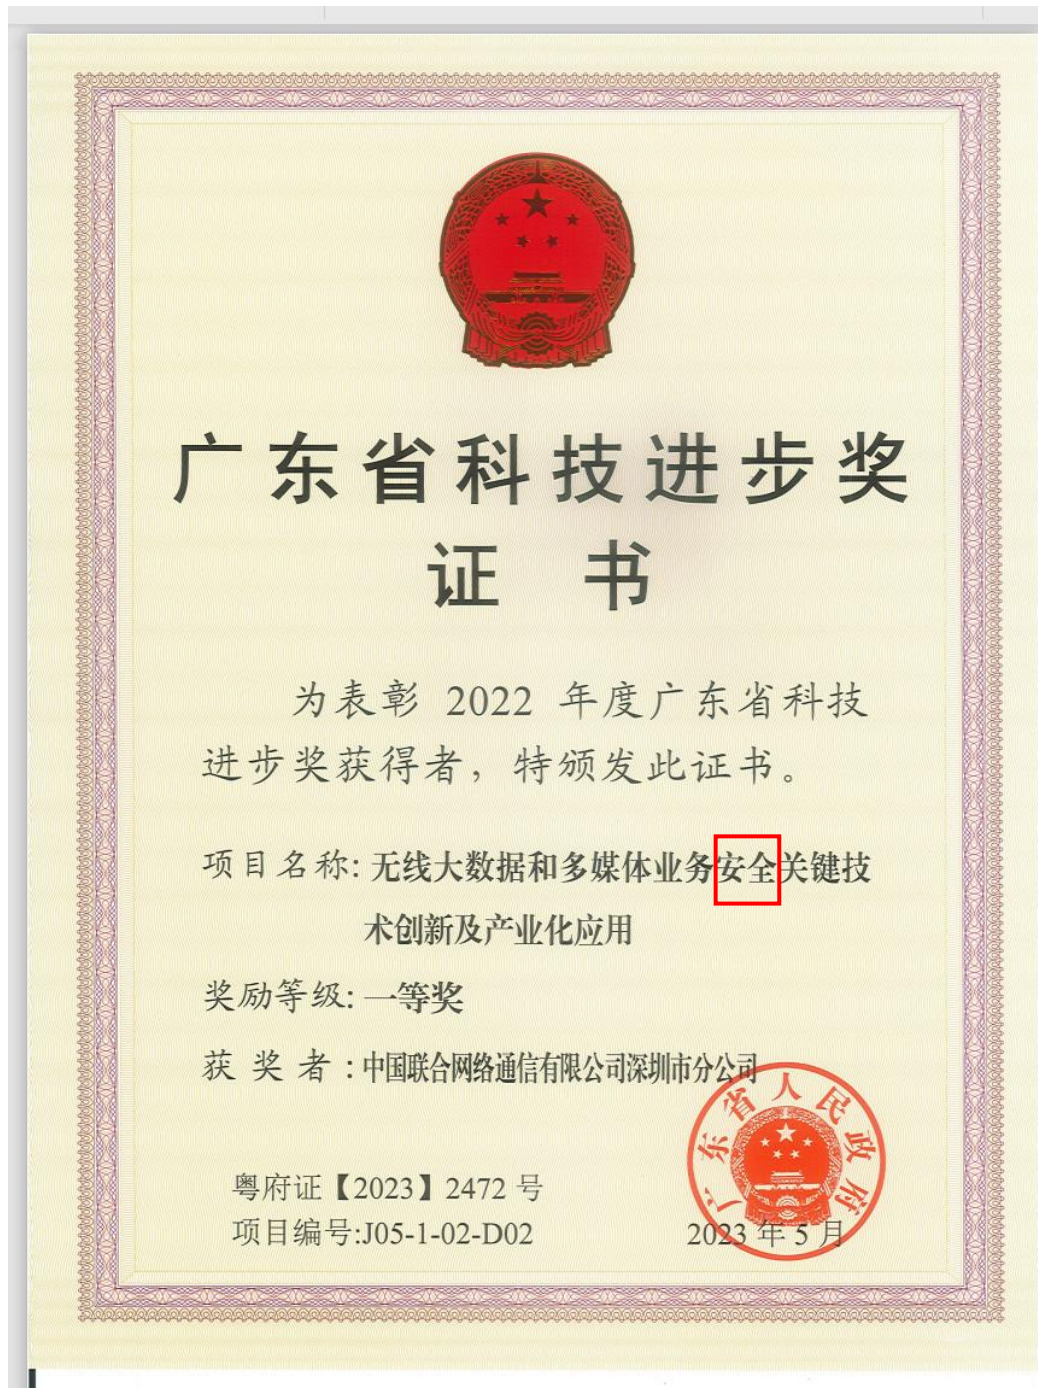 广东省科技进步奖
证书
为表彰 2022 年度广东省科技
进步奖获得者，特颁发此证书。
项目名称: 无线大数据和多媒体业务安全关键技
术创新及产业化应用
奖励等级: 一等奖
获奖者: 中国联合网络通信有限公司深圳市分公司
广东省人民政府
粤府证【2023】2472 号
项目编号:J05-1-02-D02
2023 年 5 月